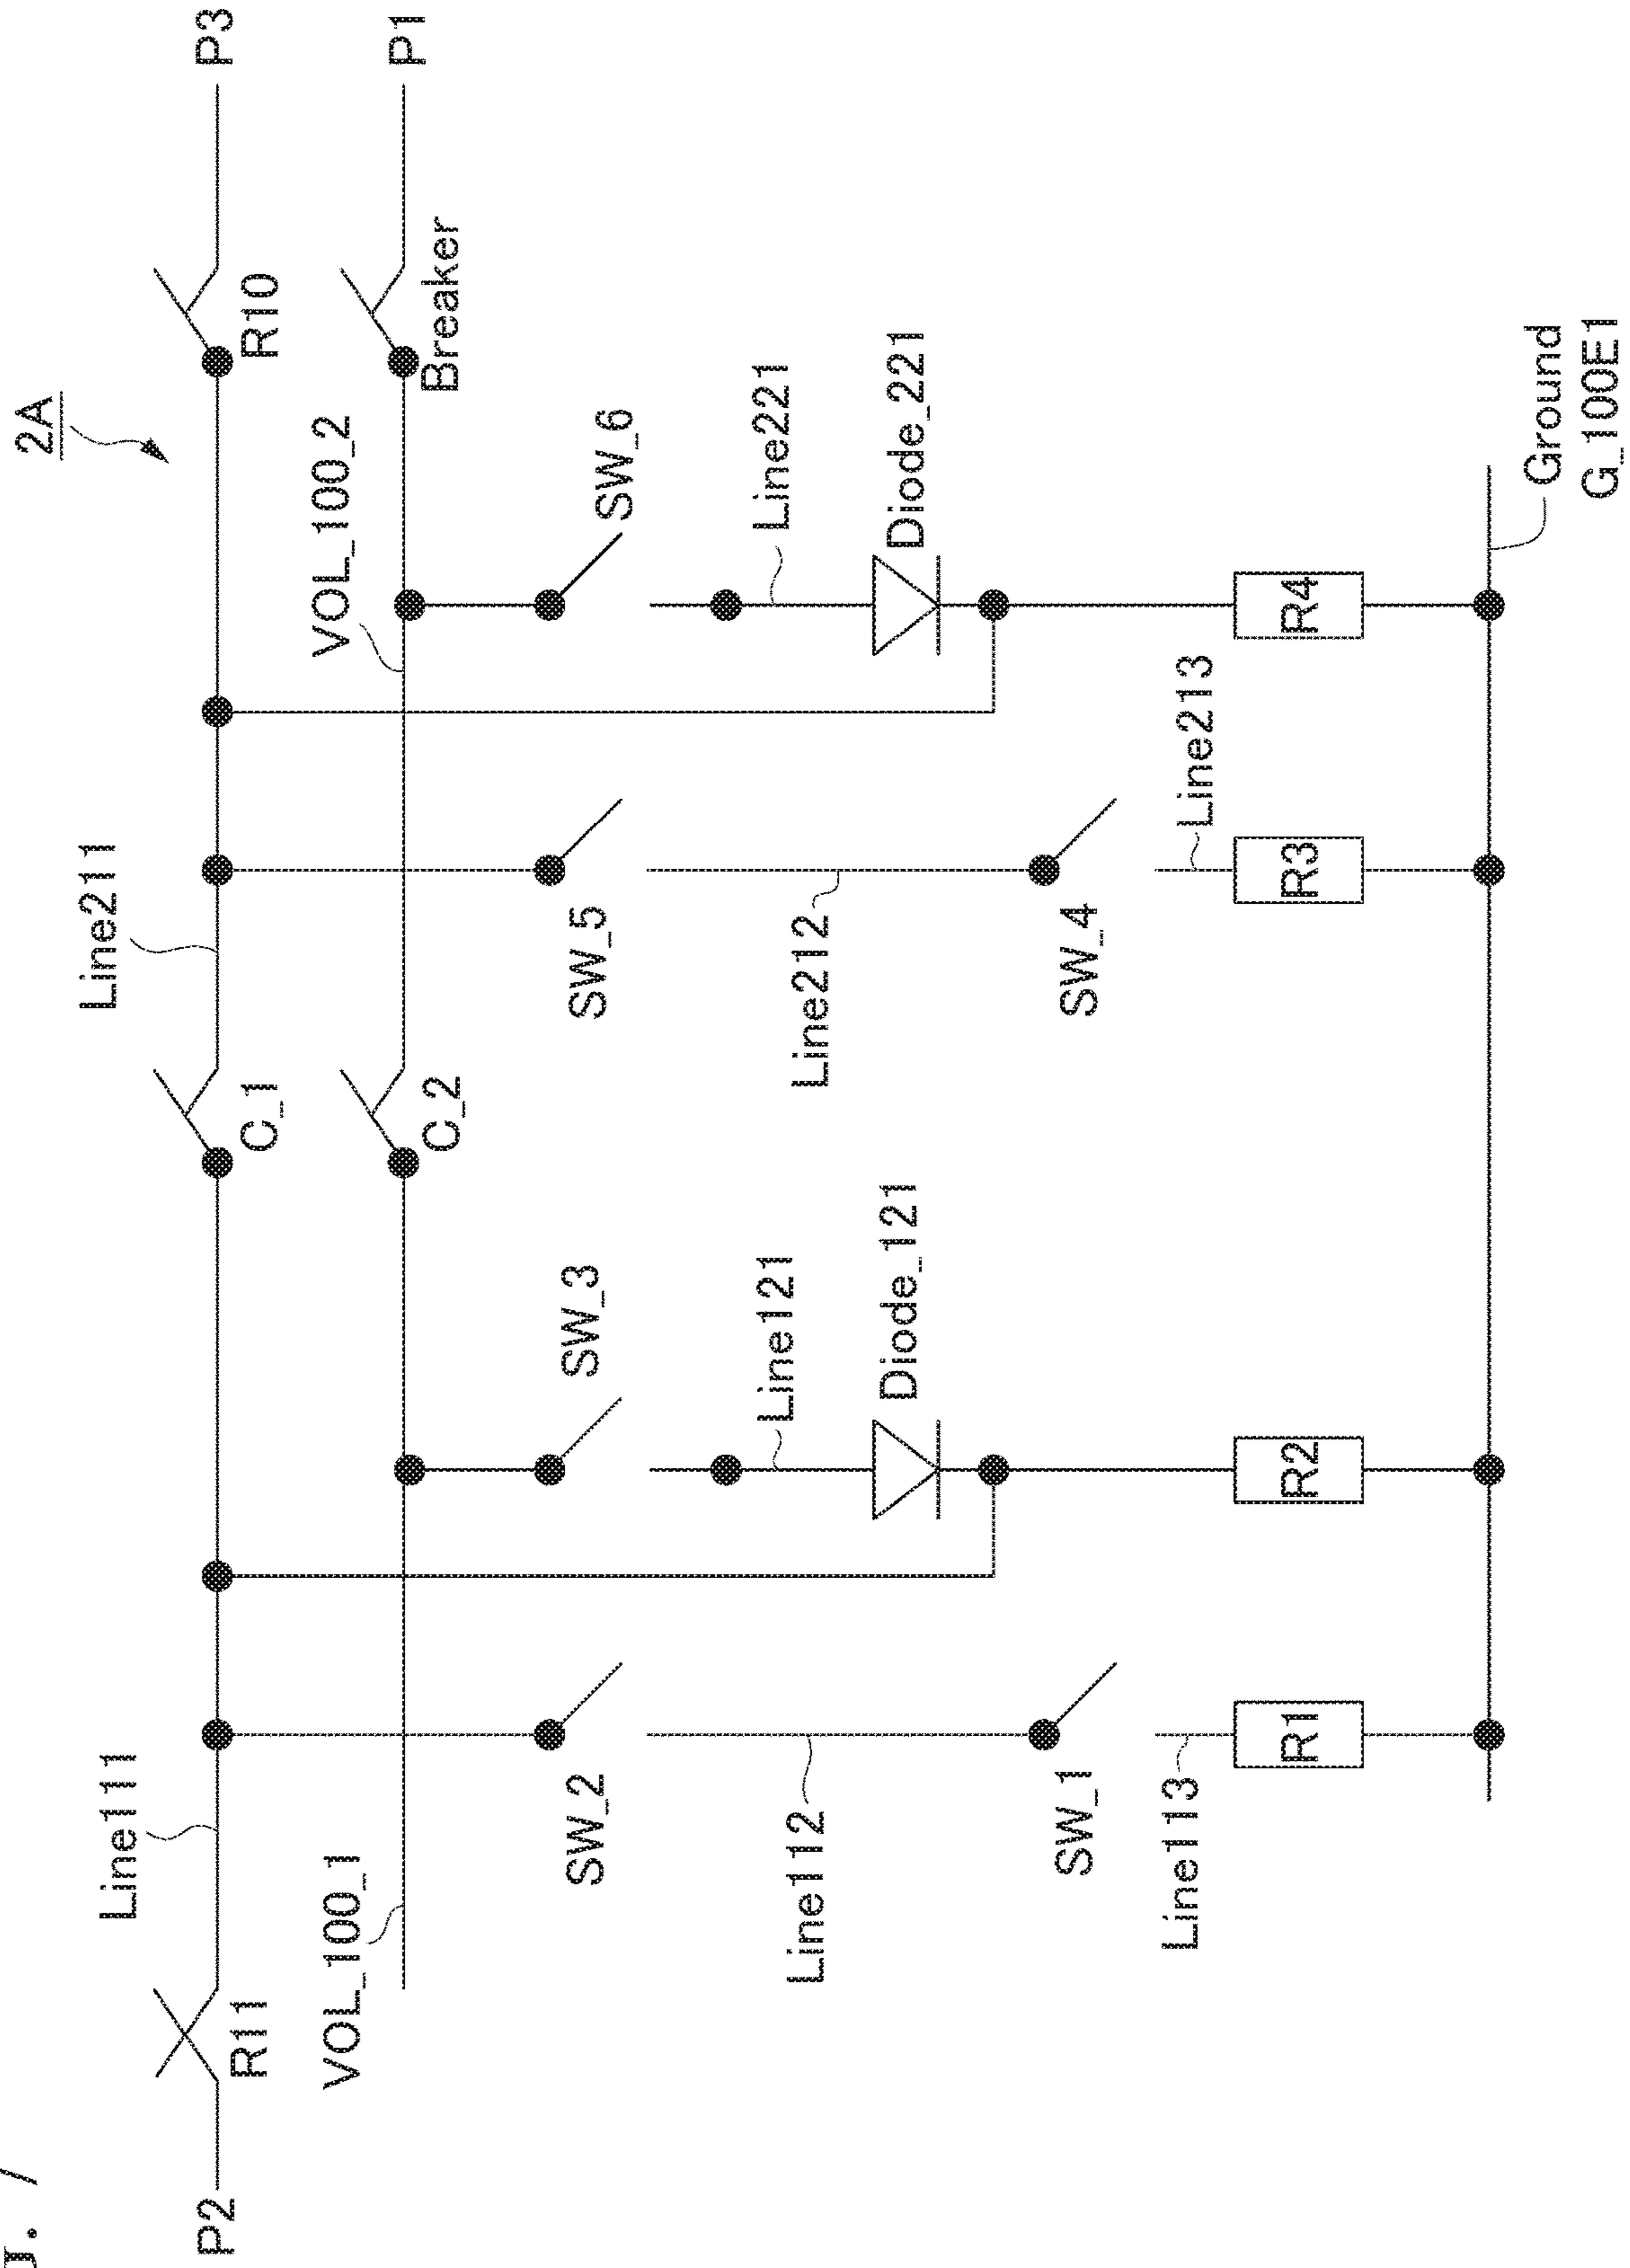 2A
P3
P1
R10
Breaker
VOL_100_2
SW_6
Line221
Diode_221
R4
Ground
G_100E1
Line211
SW_5
Line212
SW_4
Line213
R3
C_1
C_2
SW_3
Line121
Diode_121
R2
Line111
VOL_100_1
SW_2
Line112
SW_1
Line113
R1
R11
P2